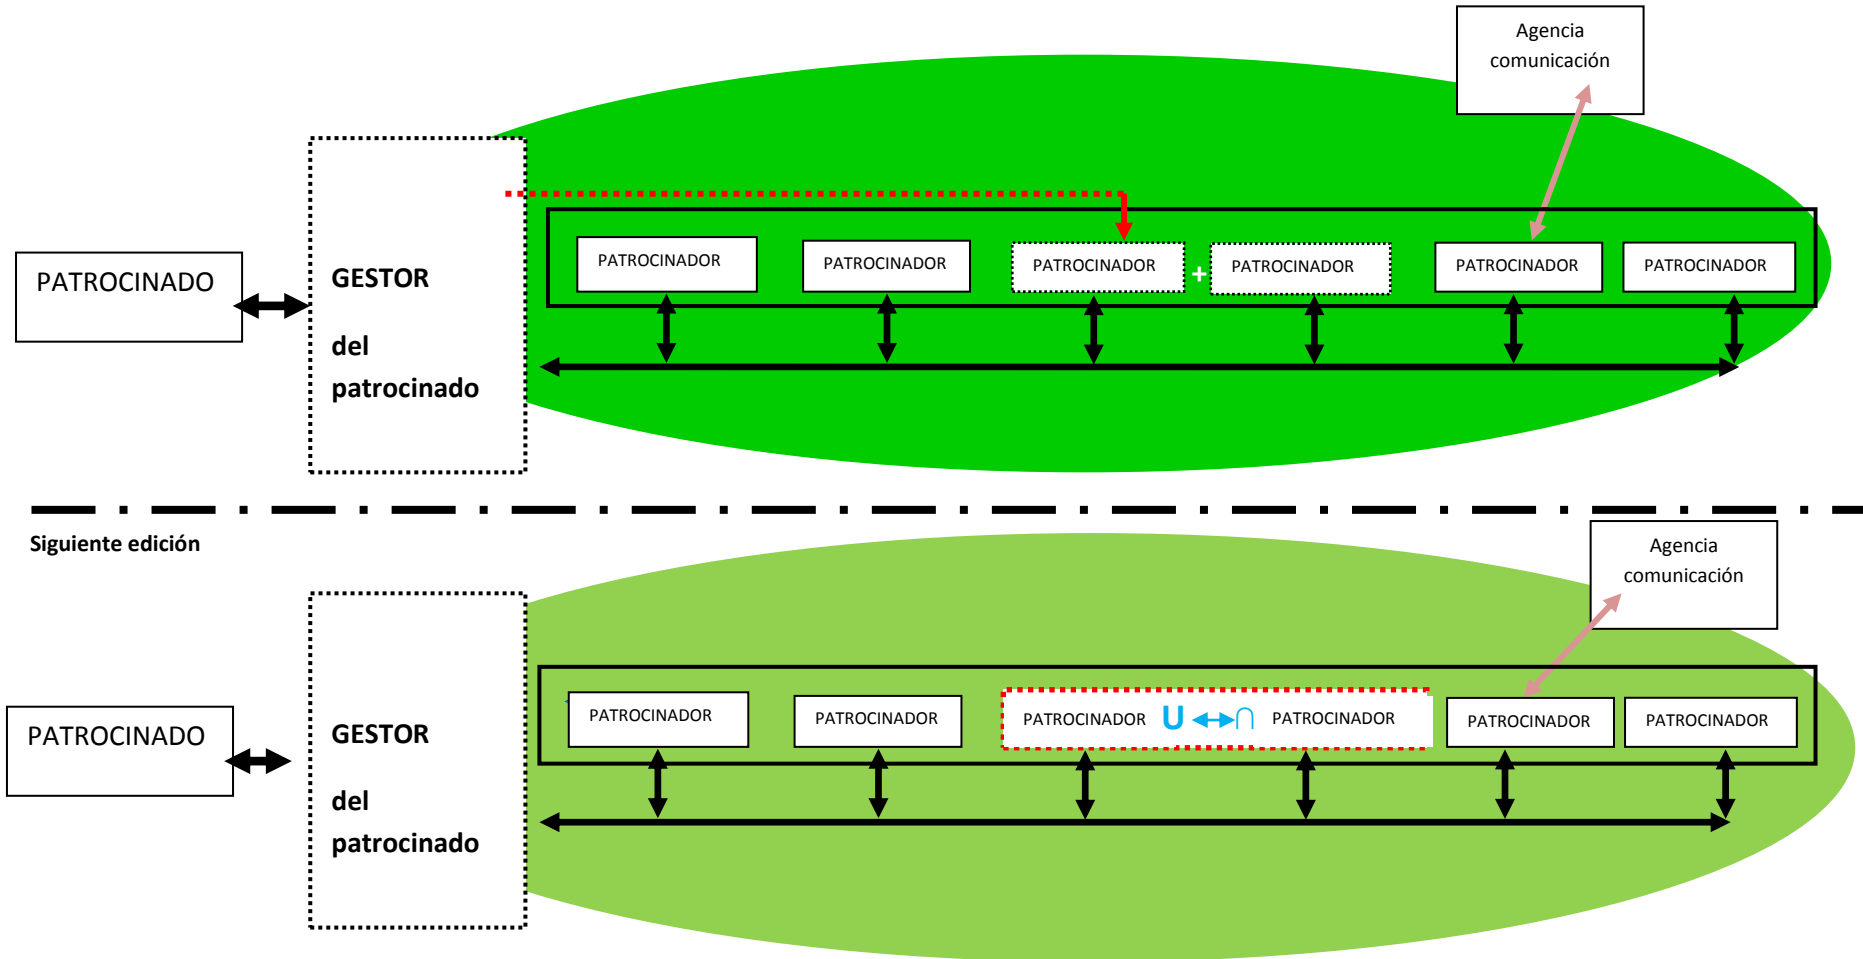 Agencia
comunicación
PATROCINADO
GESTOR
del
patrocinado
PATROCINADOR
PATROCINADOR
PATROCINADOR
+
PATROCINADOR
PATROCINADOR
PATROCINADOR
Siguiente edición
Agencia
comunicación
PATROCINADO
GESTOR
del
patrocinado
PATROCINADOR
PATROCINADOR
PATROCINADOR U ∩ PATROCINADOR
PATROCINADOR
PATROCINADOR